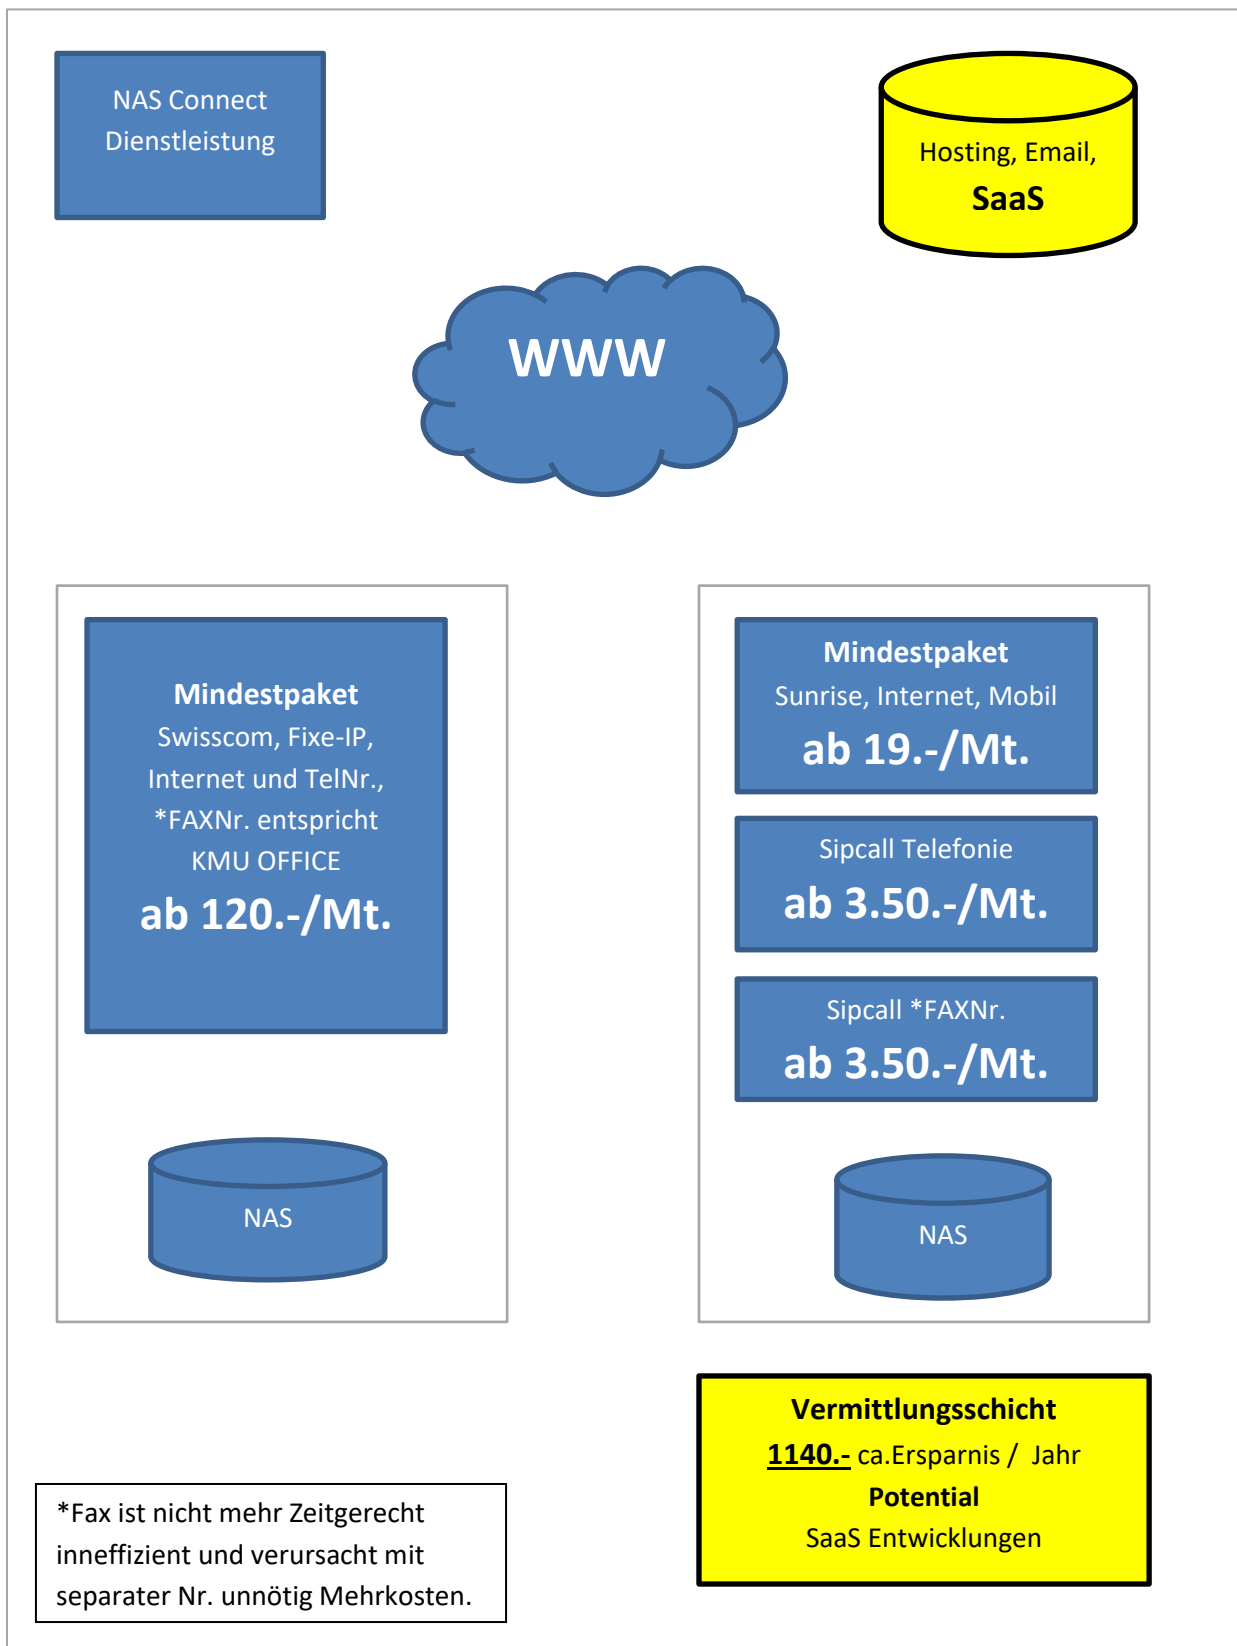 NAS Connect
Dienstleistung
Hosting, Email,
SaaS
WWW
Mindestpaket
Swisscom, Fixe-IP,
Internet und TelNr.,
*FAXNr. entspricht
KMU OFFICE
ab 120.-/Mt.
NAS
Mindestpaket
Sunrise, Internet, Mobil
ab 19.-/Mt.
Sipcall Telefonie
ab 3.50.-/Mt.
Sipcall *FAXNr.
ab 3.50.-/Mt.
NAS
Vermittlungsschicht
1140.- ca.Ersparnis / Jahr
Potential
SaaS Entwicklungen
*Fax ist nicht mehr Zeitgerecht
inneffizient und verursacht mit
separater Nr. unnötig Mehrkosten.